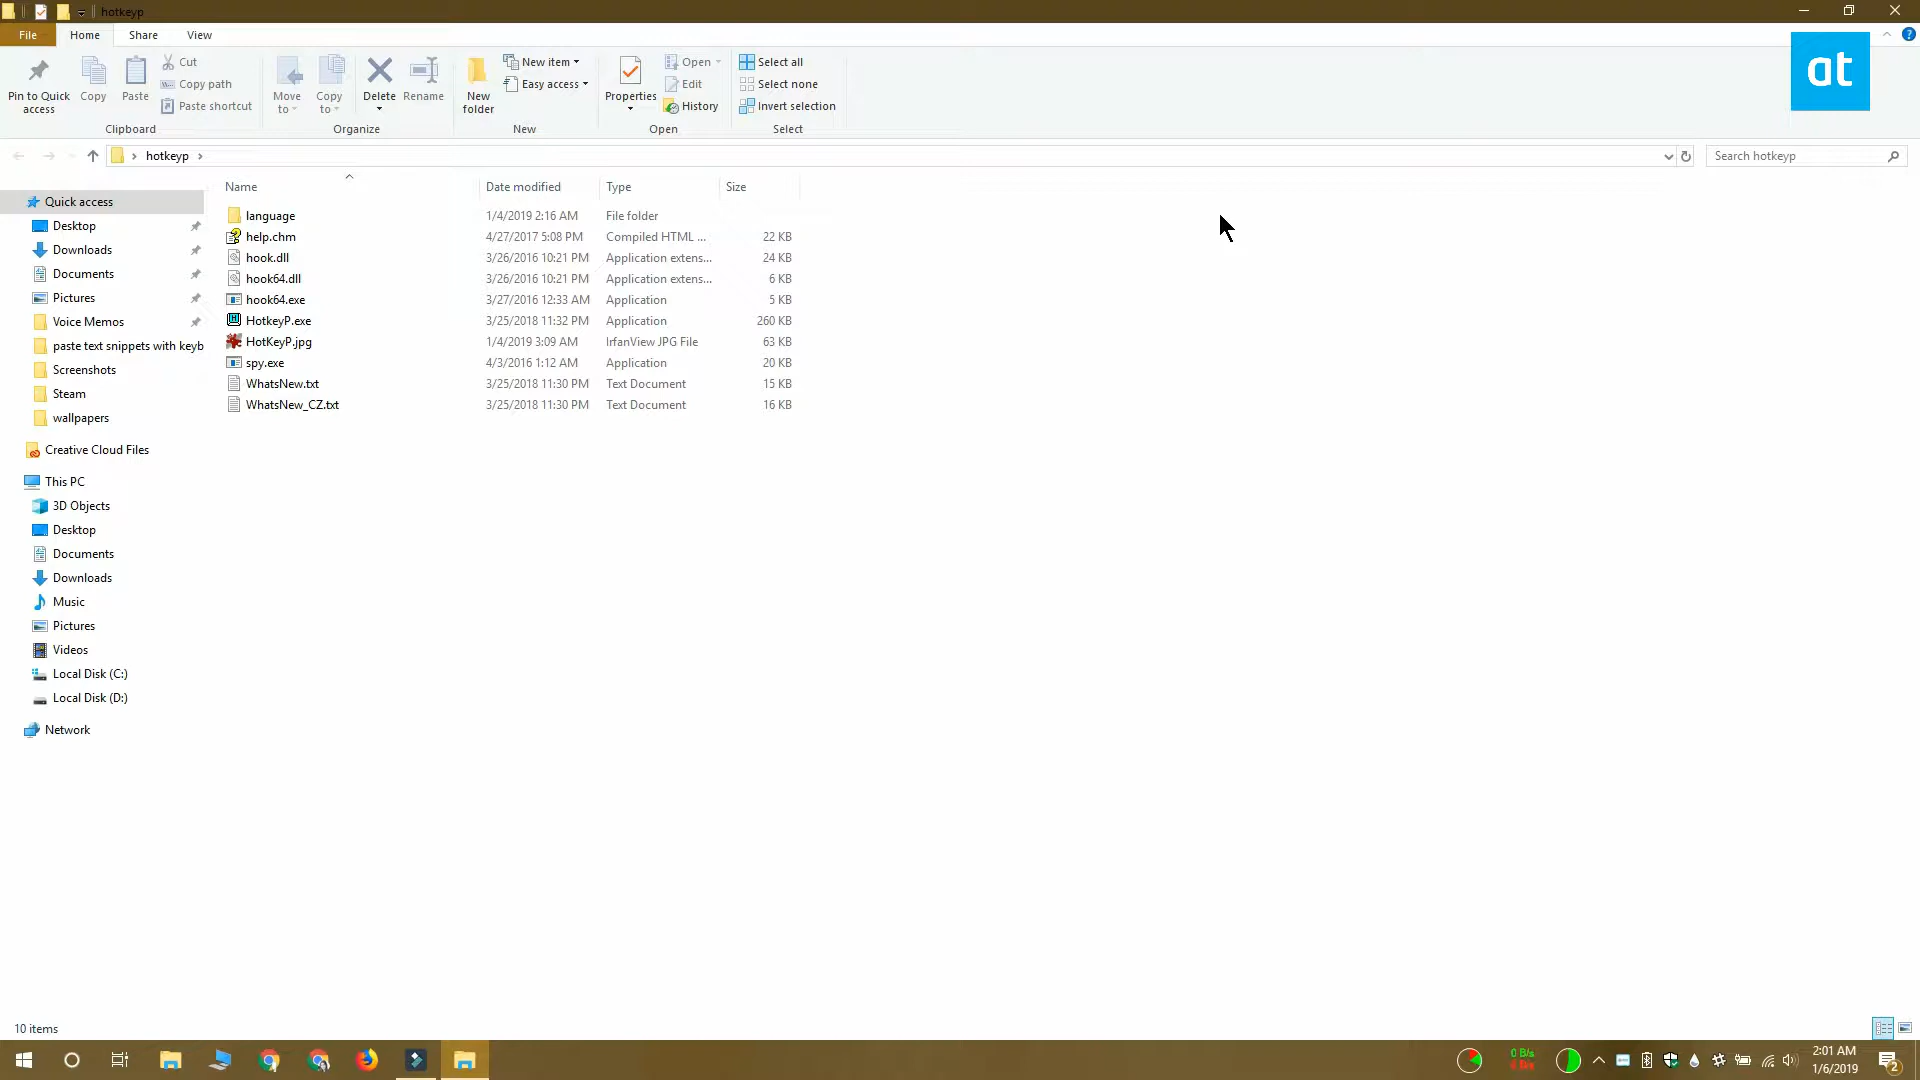 hotkeyp
File Home Share View
at
Pin to Quick access
Copy
Paste
Cut
Copy path
Paste shortcut
Clipboard
Move to
Copy to
Delete
Rename
Organize
New folder
New item
Easy access
New
Properties
Open
Edit
History
Open
Select all
Select none
Invert selection
Select
hotkeyp
Search hotkeyp
Quick access
Desktop
Downloads
Documents
Pictures
Voice Memos
paste text snippets with keyb
Screenshots
Steam
wallpapers
Creative Cloud Files
This PC
3D Objects
Desktop
Documents
Downloads
Music
Pictures
Videos
Local Disk (C:)
Local Disk (D:)
Network
Name Date modified Type Size
language 1/4/2019 2:16 AM File folder
help.chm 4/27/2017 5:08 PM Compiled HTML ... 22 KB
hook.dll 3/26/2016 10:21 PM Application extens... 24 KB
hook64.dll 3/26/2016 10:21 PM Application extens... 6 KB
hook64.exe 3/27/2016 12:33 AM Application 5 KB
HotkeyP.exe 3/25/2018 11:32 PM Application 260 KB
HotKeyP.jpg 1/4/2019 3:09 AM IrfanView JPG File 63 KB
spy.exe 4/3/2016 1:12 AM Application 20 KB
WhatsNew.txt 3/25/2018 11:30 PM Text Document 15 KB
WhatsNew_CZ.txt 3/25/2018 11:30 PM Text Document 16 KB
10 items
0 B/s
0 B/s
2:01 AM
1/6/2019
2